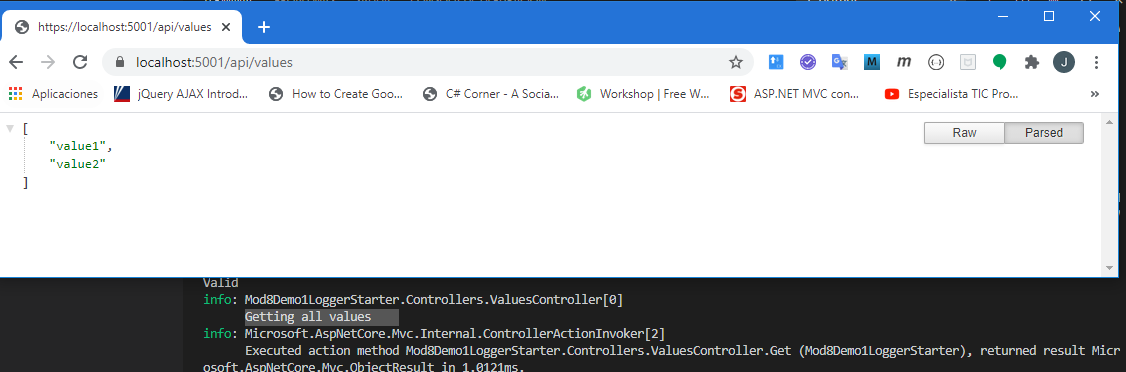 https://localhost:5001/api/values
localhost:5001/api/values
J
Aplicaciones
jQuery AJAX Introd...
How to Create Goo...
C# Corner - A Socia...
Workshop | Free W...
ASP.NET MVC con...
Especialista TIC Pro...
»
[
"value1",
"value2"
]
Raw
Parsed
Valid
info: Mod8Demo1LoggerStarter.Controllers.ValuesController[0]
Getting all values
info: Microsoft.AspNetCore.Mvc.Internal.ControllerActionInvoker[2]
Executed action method Mod8Demo1LoggerStarter.Controllers.ValuesController.Get (Mod8Demo1LoggerStarter), returned result Micr
osoft.AspNetCore.Mvc.ObjectResult in 1.0121ms.